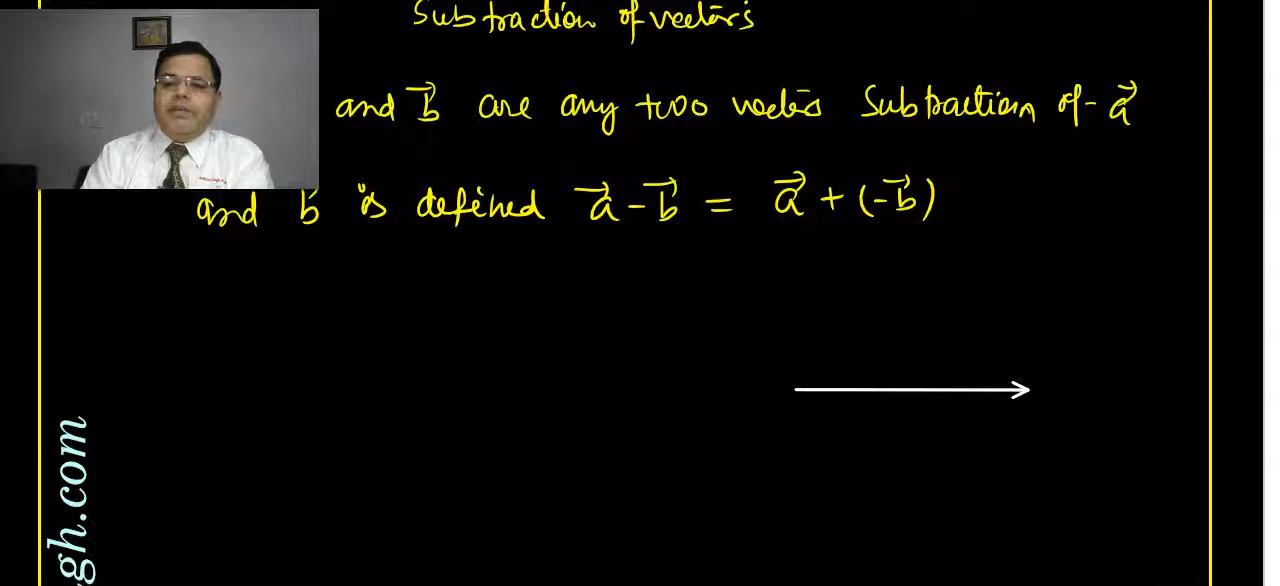 Subtraction of vectors
and b⃗ are any two vectors Subtraction of a⃗
and b is defined a⃗ - b⃗ = a⃗ + (-b⃗)
gh.com